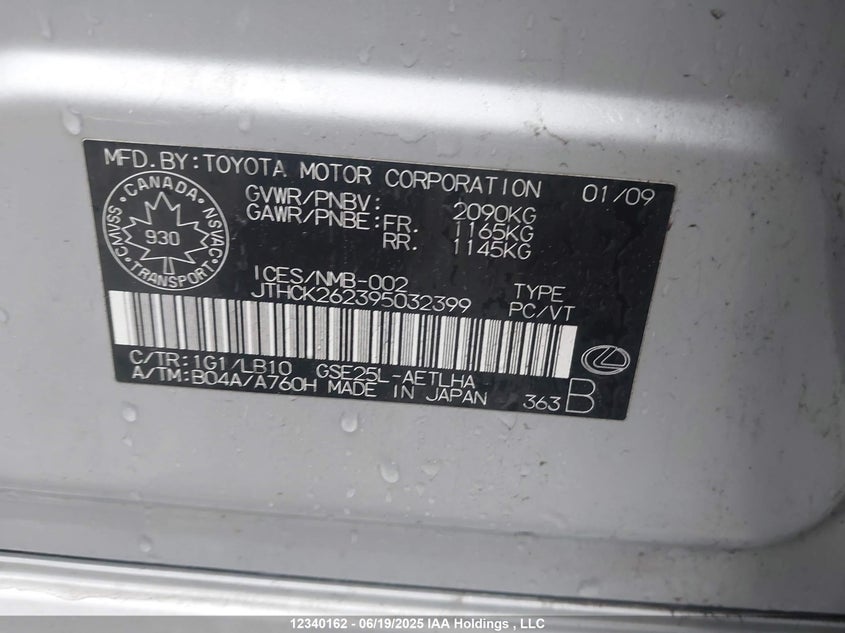 MFD.BY:TOYOTA MOTOR CORPORATION 01/09
GVWR/PNBV: 2090KG
GAWR/PNBE:FR. 1165KG
RR. 1145KG
CANADA
CMVSS 930 NSVAC
TRANSPORT
ICES/NMB-002
JTHCK262395032399 TYPE
PC/VT
C/TR:1G1/LB10 GSE25L-AETLHA
A/TM:B04A/A760H MADE IN JAPAN 363 B
12340162 - 06/19/2025 IAA Holdings , LLC